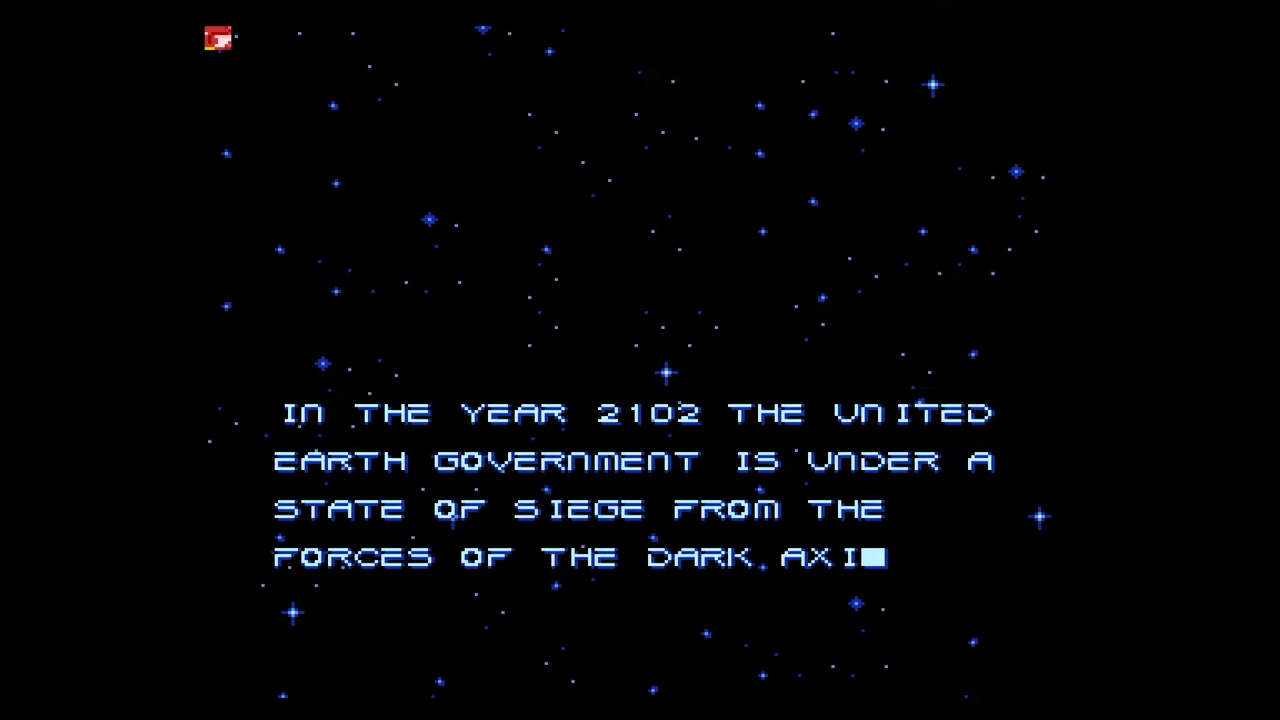 IN THE YEAR 2102 THE UNITED
EARTH GOVERNMENT IS UNDER A
STATE OF SIEGE FROM THE
FORCES OF THE DARK AXI